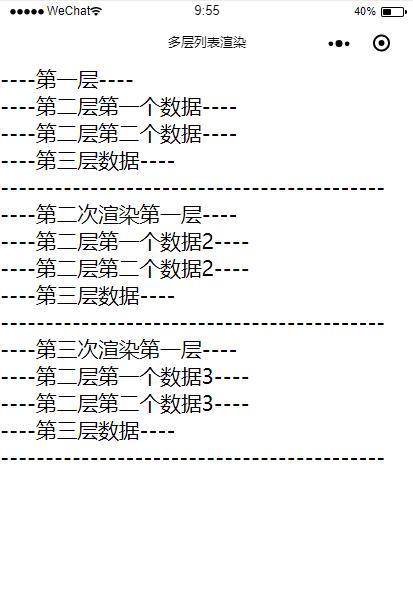 WeChat 9:55 40%
多层列表渲染
----第一层----
----第二层第一个数据----
----第二层第二个数据----
----第三层数据----
-------------------------------------------
----第二次渲染第一层----
----第二层第一个数据2----
----第二层第二个数据2----
----第三层数据----
-------------------------------------------
----第三次渲染第一层----
----第二层第一个数据3----
----第二层第二个数据3----
----第三层数据----
-------------------------------------------